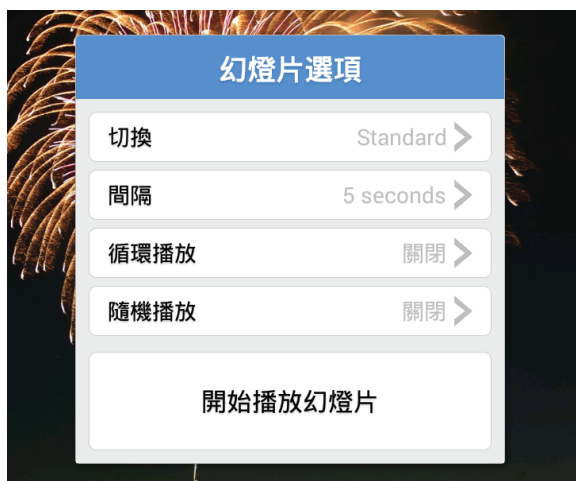 幻燈片選項
切換 Standard
間隔 5 seconds
循環播放 關閉
隨機播放 關閉
開始播放幻燈片